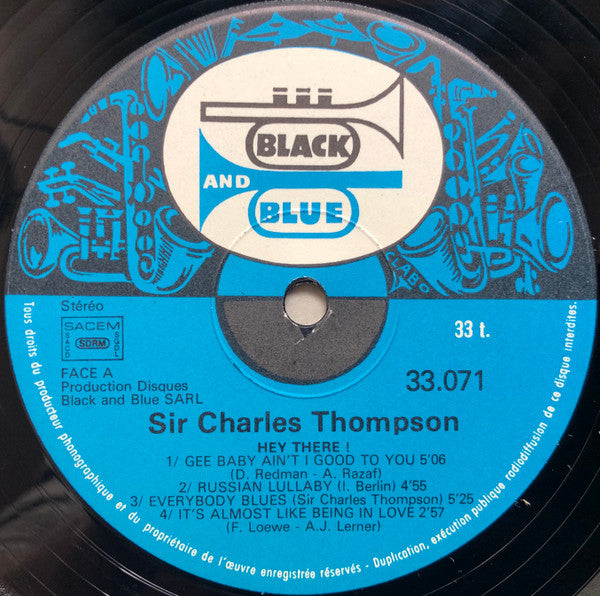 BLACK
AND
BLUE
LABO
Stéréo
SACEM
SACD
SDRM
SGDL
33 t.
FACE A
Production Disques
Black and Blue SARL
33.071
Sir Charles Thompson
HEY THERE !
1/ GEE BABY AIN'T I GOOD TO YOU 5'06
(D. Redman - A. Razaf)
2/ RUSSIAN LULLABY (I. Berlin) 4'55
3/ EVERYBODY BLUES (Sir Charles Thompson) 5'25
4/ IT'S ALMOST LIKE BEING IN LOVE 2'57
(F. Loewe - A.J. Lerner)
Tous droits du producteur phonographique et du propriétaire de l'œuvre enregistrée réservés - Duplication, exécution publique radiodiffusion de ce disque interdites.